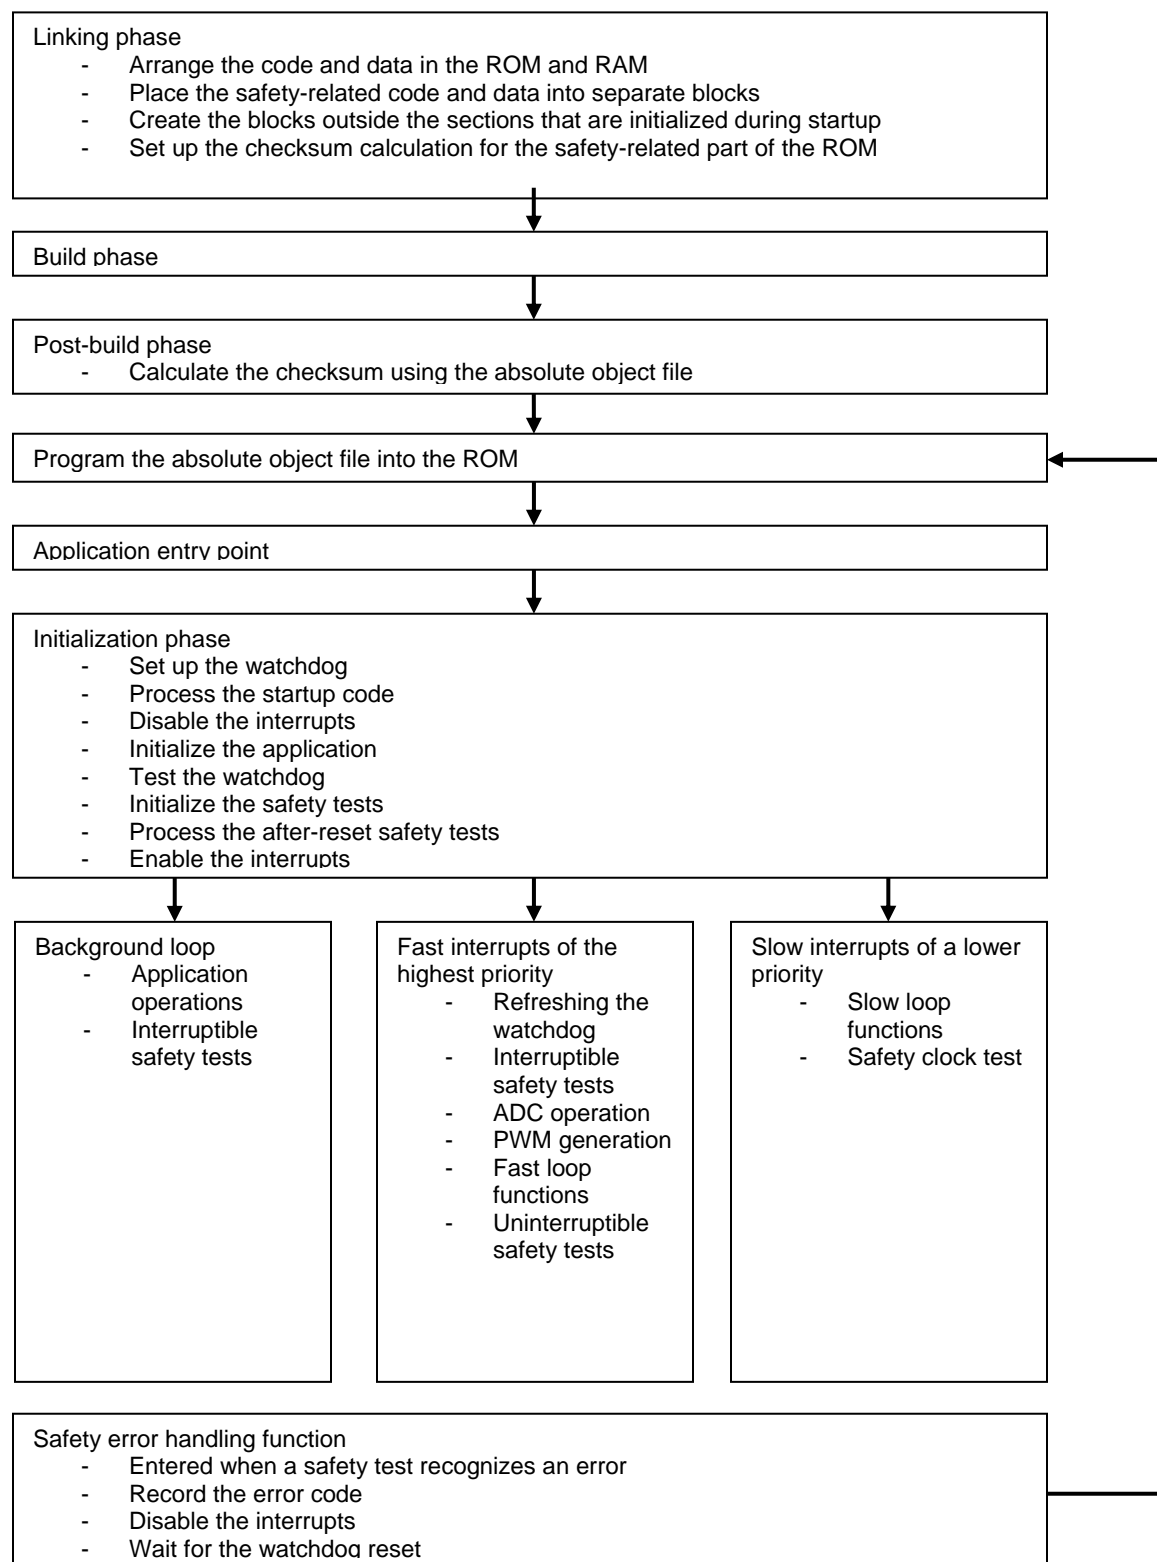 Linking phase
- Arrange the code and data in the ROM and RAM
- Place the safety-related code and data into separate blocks
- Create the blocks outside the sections that are initialized during startup
- Set up the checksum calculation for the safety-related part of the ROM
Build phase
Post-build phase
- Calculate the checksum using the absolute object file
Program the absolute object file into the ROM
Application entry point
Initialization phase
- Set up the watchdog
- Process the startup code
- Disable the interrupts
- Initialize the application
- Test the watchdog
- Initialize the safety tests
- Process the after-reset safety tests
- Enable the interrupts
Background loop
- Application
operations
- Interruptible
safety tests
Fast interrupts of the
highest priority
- Refreshing the
watchdog
- Interruptible
safety tests
- ADC operation
- PWM generation
- Fast loop
functions
- Uninterruptible
safety tests
Slow interrupts of a lower
priority
- Slow loop
functions
- Safety clock test
Safety error handling function
- Entered when a safety test recognizes an error
- Record the error code
- Disable the interrupts
- Wait for the watchdog reset